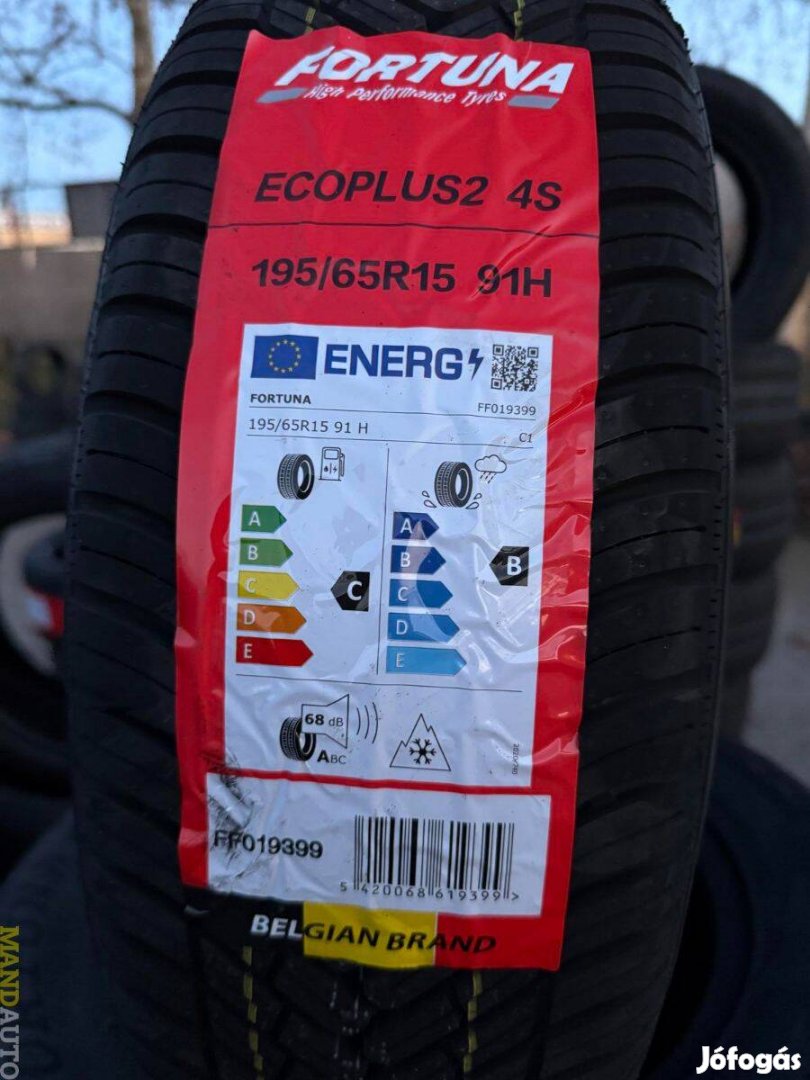 FORTUNA
High Performance Tyres
ECOPLUS2 4S
195/65R15 91H
ENERG
FORTUNA
FF019399
195/65R15 91 H
C1
A
B
C
D
E
C
A
B
C
D
E
B
68 dB
ABC
FF019399
5 420068 619399 >
BELGIAN BRAND
MANDAUTO
Jófogás